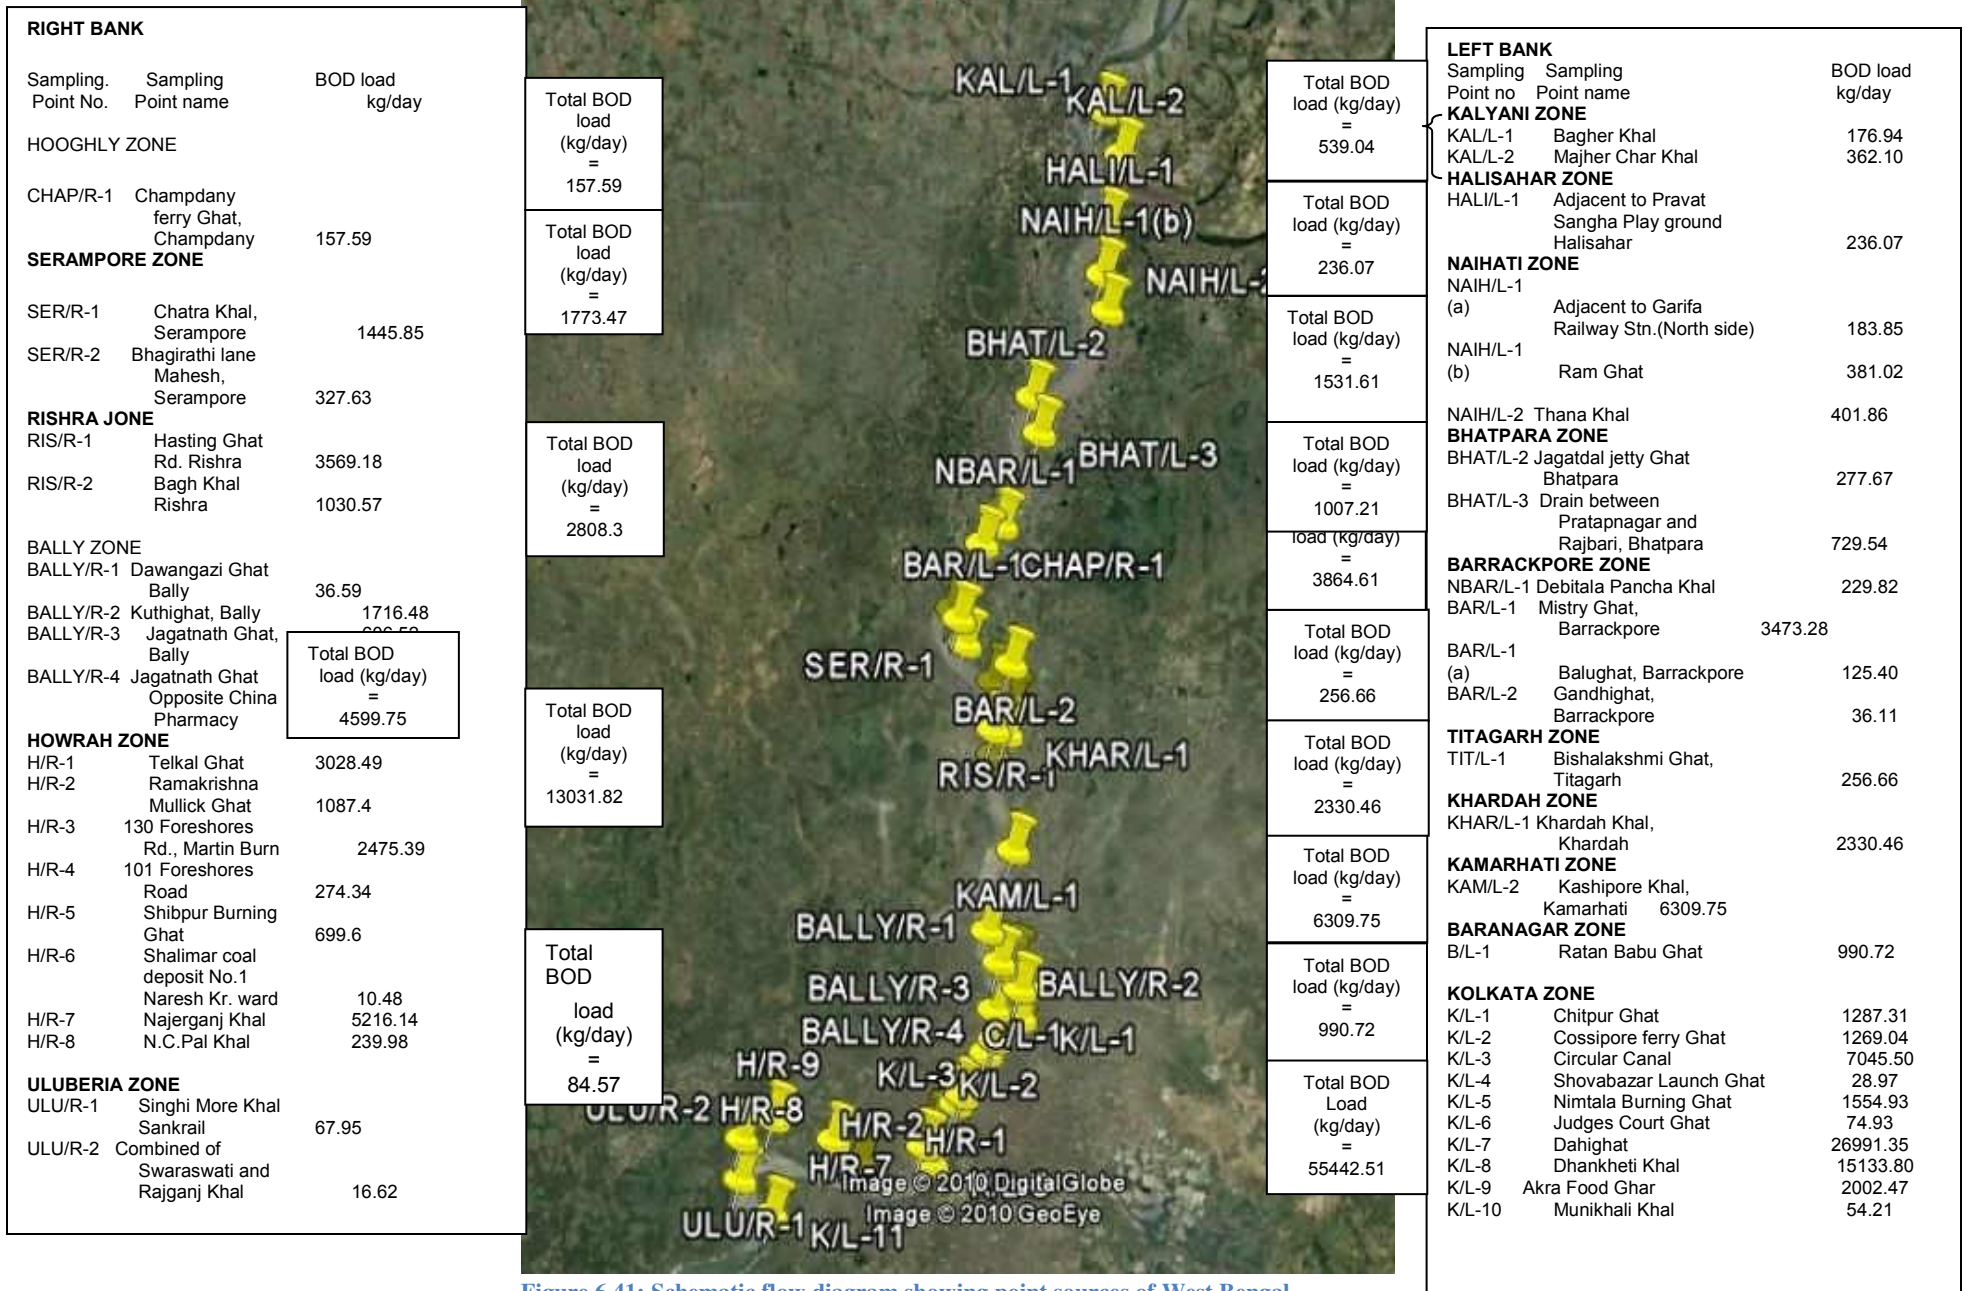 RIGHT BANK
Sampling. Sampling BOD load
Point No. Point name kg/day
HOOGHLY ZONE
CHAP/R-1 Champdany
ferry Ghat,
Champdany 157.59
SERAMPORE ZONE
SER/R-1 Chatra Khal,
Serampore 1445.85
SER/R-2 Bhagirathi lane
Mahesh,
Serampore 327.63
RISHRA JONE
RIS/R-1 Hasting Ghat
Rd. Rishra 3569.18
RIS/R-2 Bagh Khal
Rishra 1030.57
BALLY ZONE
BALLY/R-1 Dawangazi Ghat
Bally 36.59
BALLY/R-2 Kuthighat, Bally 1716.48
BALLY/R-3 Jagatnath Ghat,
Bally
BALLY/R-4 Jagatnath Ghat
Opposite China
Pharmacy
Total BOD
load (kg/day)
=
4599.75
HOWRAH ZONE
H/R-1 Telkal Ghat 3028.49
H/R-2 Ramakrishna
Mullick Ghat 1087.4
H/R-3 130 Foreshores
Rd., Martin Burn 2475.39
H/R-4 101 Foreshores
Road 274.34
H/R-5 Shibpur Burning
Ghat 699.6
H/R-6 Shalimar coal
deposit No.1
Naresh Kr. ward 10.48
H/R-7 Najerganj Khal 5216.14
H/R-8 N.C.Pal Khal 239.98
ULUBERIA ZONE
ULU/R-1 Singhi More Khal
Sankrail 67.95
ULU/R-2 Combined of
Swaraswati and
Rajganj Khal 16.62
Total BOD
load
(kg/day)
=
157.59
Total BOD
load
(kg/day)
=
1773.47
Total BOD
load
(kg/day)
=
2808.3
Total BOD
load
(kg/day)
=
13031.82
Total
BOD
load
(kg/day)
=
84.57
KAL/L-1
KAL/L-2
HALI/L-1
NAIH/L-1(b)
NAIH/L-2
BHAT/L-2
BHAT/L-3
NBAR/L-1
BAR/L-1 CHAP/R-1
SER/R-1
BAR/L-2
KHAR/L-1
RIS/R-1
KAM/L-1
BALLY/R-1
BALLY/R-3 BALLY/R-2
BALLY/R-4 C/L-1 K/L-1
H/R-9 K/L-3 K/L-2
ULU/R-2 H/R-8 H/R-2 H/R-1
H/R-7
Image © 2010 DigitalGlobe
Image © 2010 GeoEye
ULU/R-1 K/L-11
Total BOD
load (kg/day)
=
539.04
Total BOD
load (kg/day)
=
236.07
Total BOD
load (kg/day)
=
1531.61
Total BOD
load (kg/day)
=
1007.21
load (kg/day)
=
3864.61
Total BOD
load (kg/day)
=
256.66
Total BOD
load (kg/day)
=
2330.46
Total BOD
load (kg/day)
=
6309.75
Total BOD
load (kg/day)
=
990.72
Total BOD
Load
(kg/day)
=
55442.51
LEFT BANK
Sampling Sampling BOD load
Point no Point name kg/day
KALYANI ZONE
KAL/L-1 Bagher Khal 176.94
KAL/L-2 Majher Char Khal 362.10
HALISAHAR ZONE
HALI/L-1 Adjacent to Pravat
Sangha Play ground
Halisahar 236.07
NAIHATI ZONE
NAIH/L-1
(a) Adjacent to Garifa
Railway Stn.(North side) 183.85
NAIH/L-1
(b) Ram Ghat 381.02
NAIH/L-2 Thana Khal 401.86
BHATPARA ZONE
BHAT/L-2 Jagatdal jetty Ghat
Bhatpara 277.67
BHAT/L-3 Drain between
Pratapnagar and
Rajbari, Bhatpara 729.54
BARRACKPORE ZONE
NBAR/L-1 Debitala Pancha Khal 229.82
BAR/L-1 Mistry Ghat,
Barrackpore 3473.28
BAR/L-1
(a) Balughat, Barrackpore 125.40
BAR/L-2 Gandhighat,
Barrackpore 36.11
TITAGARH ZONE
TIT/L-1 Bishalakshmi Ghat,
Titagarh 256.66
KHARDAH ZONE
KHAR/L-1 Khardah Khal,
Khardah 2330.46
KAMARHATI ZONE
KAM/L-2 Kashipore Khal,
Kamarhati 6309.75
BARANAGAR ZONE
B/L-1 Ratan Babu Ghat 990.72
KOLKATA ZONE
K/L-1 Chitpur Ghat 1287.31
K/L-2 Cossipore ferry Ghat 1269.04
K/L-3 Circular Canal 7045.50
K/L-4 Shovabazar Launch Ghat 28.97
K/L-5 Nimtala Burning Ghat 1554.93
K/L-6 Judges Court Ghat 74.93
K/L-7 Dahighat 26991.35
K/L-8 Dhankheti Khal 15133.80
K/L-9 Akra Food Ghar 2002.47
K/L-10 Munikhali Khal 54.21
Figure 6.41: Schematic flow diagram showing point sources of West Bengal